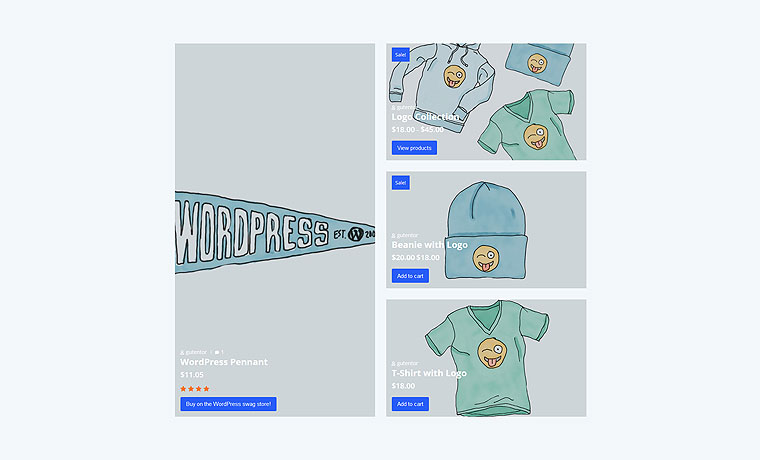 WORDPRESS EST.
gutentor 1
WordPress Pennant
$11.05
Buy on the WordPress swag store!
Sale!
gutentor
Logo Collection
$18.00 - $45.00
View products
Sale!
gutentor
Beanie with Logo
$20.00 $18.00
Add to cart
gutentor
T-Shirt with Logo
$18.00
Add to cart